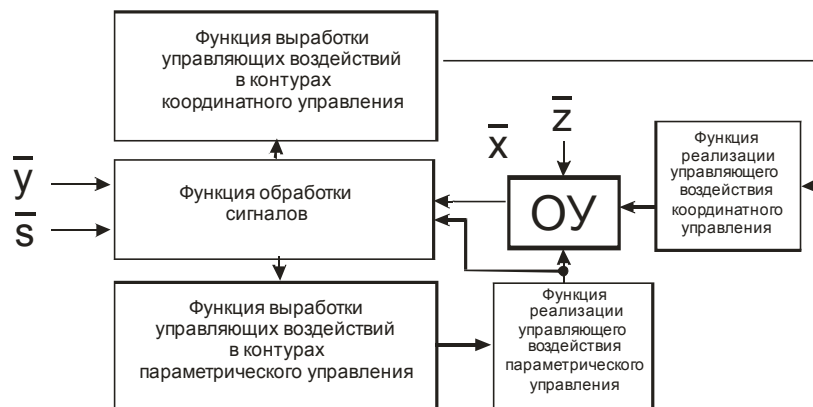 Функция выработки
управляющих воздействий
в контурах
координатного управления
y
s
Функция обработки
сигналов
x
z
ОУ
Функция
реализации
управляющего
воздействия
координатного
управления
Функция выработки
управляющих воздействий
в контурах
параметрического управления
Функция
реализации
управляющего
воздействия
параметрического
управления